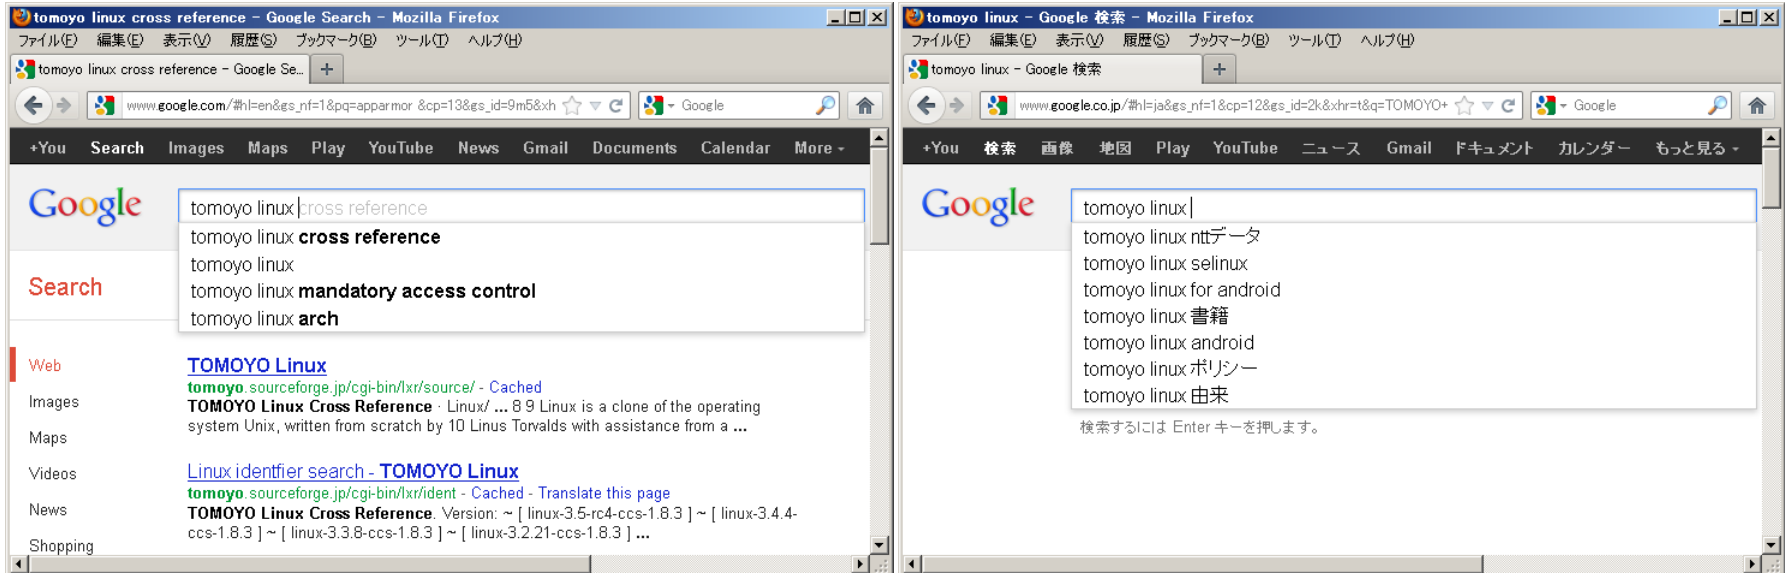 tomoyo linux cross reference - Google Search - Mozilla Firefox
ファイル(F) 編集(E) 表示(V) 履歴(S) ブックマーク(B) ツール(T) ヘルプ(H)
tomoyo linux cross reference - Google Se...
www.google.com/#hl=en&gs_nf=1&pq=apparmor &cp=13&gs_id=9m5&xh
Google
+You Search Images Maps Play YouTube News Gmail Documents Calendar More
Google
tomoyo linux cross reference
tomoyo linux cross reference
tomoyo linux
tomoyo linux mandatory access control
tomoyo linux arch
Search
Web
Images
Maps
Videos
News
Shopping
TOMOYO Linux
tomoyo.sourceforge.jp/cgi-bin/lxr/source/ - Cached
TOMOYO Linux Cross Reference · Linux/ ... 8 9 Linux is a clone of the operating
system Unix, written from scratch by 10 Linus Torvalds with assistance from a ...
Linux identfier search - TOMOYO Linux
tomoyo.sourceforge.jp/cgi-bin/lxr/ident - Cached - Translate this page
TOMOYO Linux Cross Reference. Version: ~ [ linux-3.5-rc4-ccs-1.8.3 ] ~ [ linux-3.4.4-
ccs-1.8.3 ] ~ [ linux-3.3.8-ccs-1.8.3 ] ~ [ linux-3.2.21-ccs-1.8.3 ] ...
tomoyo linux - Google 検索 - Mozilla Firefox
ファイル(F) 編集(E) 表示(V) 履歴(S) ブックマーク(B) ツール(T) ヘルプ(H)
tomoyo linux - Google 検索
www.google.co.jp/#hl=ja&gs_nf=1&cp=12&gs_id=2k&xhr=t&q=TOMOYO+
Google
+You 検索 画像 地図 Play YouTube ニュース Gmail ドキュメント カレンダー もっと見る
Google
tomoyo linux
tomoyo linux nttデータ
tomoyo linux selinux
tomoyo linux for android
tomoyo linux 書籍
tomoyo linux android
tomoyo linux ポリシー
tomoyo linux 由来
検索するには Enter キーを押します。